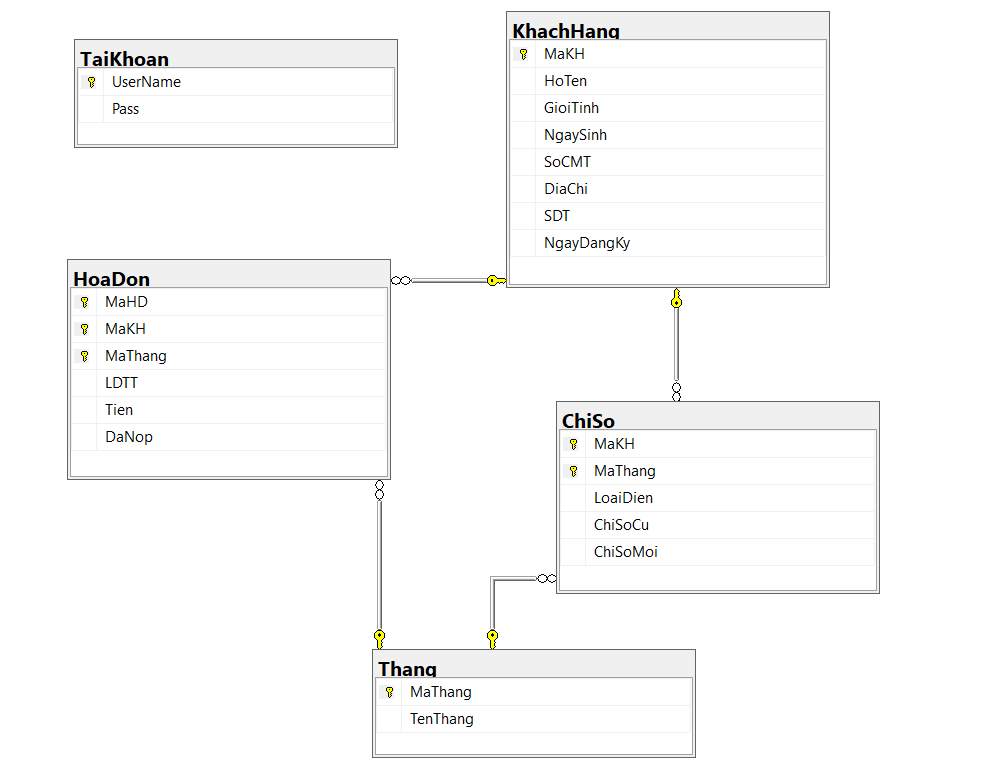 TaiKhoan
UserName
Pass
KhachHang
MaKH
HoTen
GioiTinh
NgaySinh
SoCMT
DiaChi
SDT
NgayDangKy
HoaDon
MaHD
MaKH
MaThang
LDTT
Tien
DaNop
ChiSo
MaKH
MaThang
LoaiDien
ChiSoCu
ChiSoMoi
Thang
MaThang
TenThang